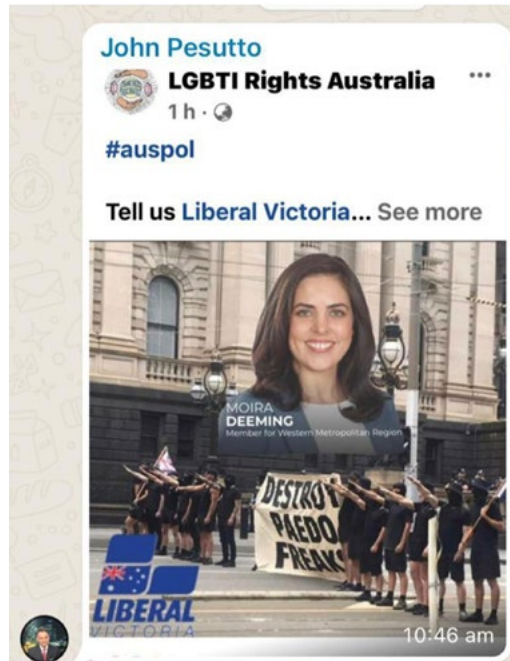 John Pesutto
LGBTI Rights Australia
1 h ·
#auspol
Tell us Liberal Victoria... See more
MOIRA
DEEMING
Member for Western Metropolitan Region
DESTROY
PAEDO
FREAKS
LIBERAL
VICTORIA
10:46 am